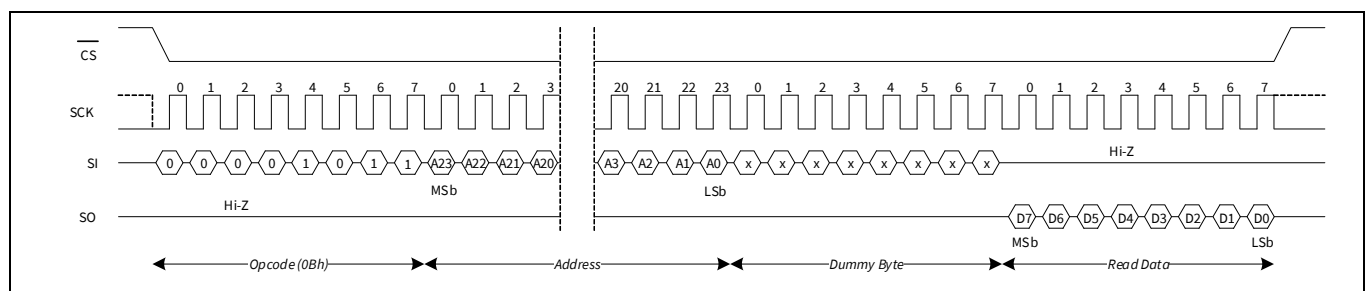 CS
0 1 2 3 4 5 6 7 0 1 2 3 20 21 22 23 0 1 2 3 4 5 6 7 0 1 2 3 4 5 6 7
SCK
Hi-Z
SI 0 0 0 0 1 0 1 1 A23 A22 A21 A20 A3 A2 A1 A0 x x x x x x x x
MSb LSb
Hi-Z
SO D7 D6 D5 D4 D3 D2 D1 D0
MSb LSb
Opcode (0Bh) Address Dummy Byte Read Data